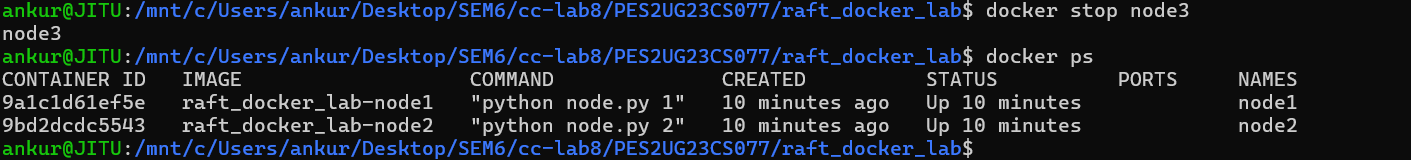 ankur@JITU:/mnt/c/Users/ankur/Desktop/SEM6/cc-lab8/PES2UG23CS077/raft_docker_lab$ docker stop node3
node3
ankur@JITU:/mnt/c/Users/ankur/Desktop/SEM6/cc-lab8/PES2UG23CS077/raft_docker_lab$ docker ps
CONTAINER ID   IMAGE                   COMMAND              CREATED          STATUS          PORTS     NAMES
9a1c1d61ef5e   raft_docker_lab-node1   "python node.py 1"   10 minutes ago   Up 10 minutes             node1
9bd2dcdc5543   raft_docker_lab-node2   "python node.py 2"   10 minutes ago   Up 10 minutes             node2
ankur@JITU:/mnt/c/Users/ankur/Desktop/SEM6/cc-lab8/PES2UG23CS077/raft_docker_lab$